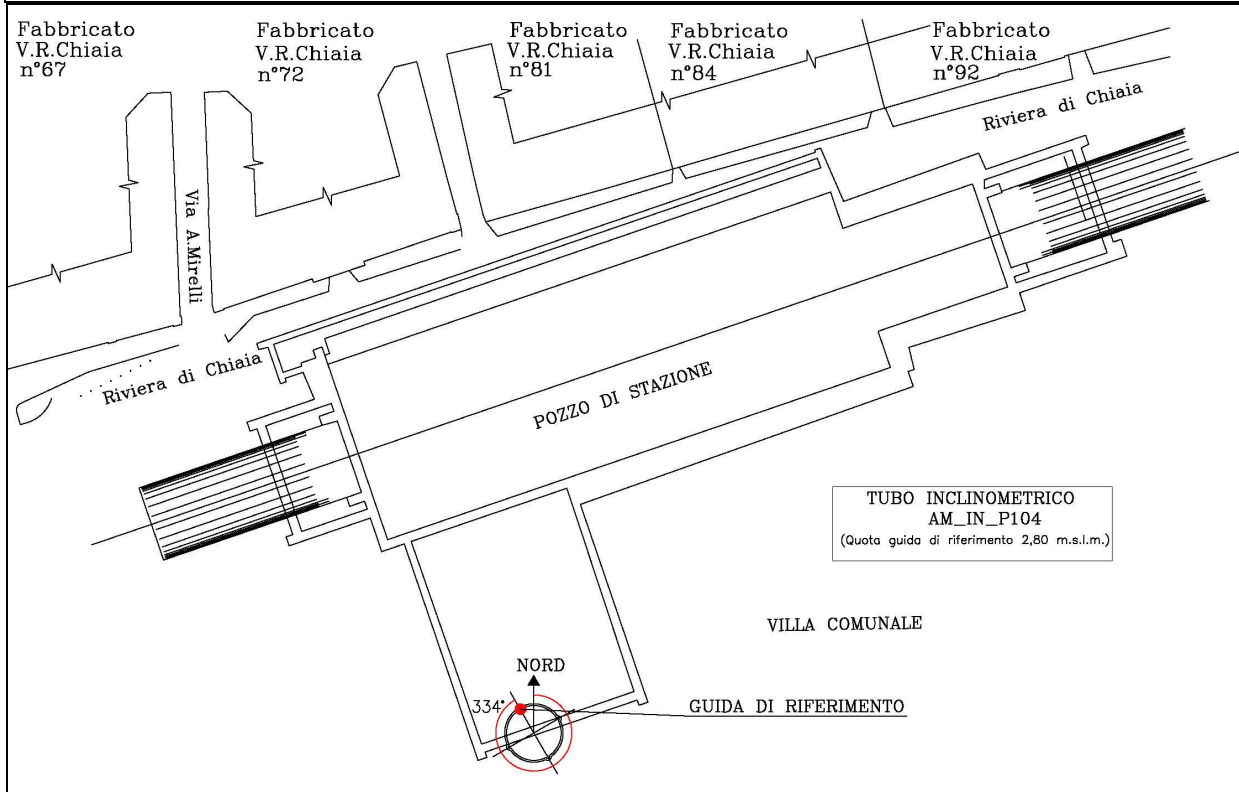 Fabbricato
V.R.Chiaia
n°67
Fabbricato
V.R.Chiaia
n°72
Fabbricato
V.R.Chiaia
n°81
Fabbricato
V.R.Chiaia
n°84
Fabbricato
V.R.Chiaia
n°92
Riviera di Chiaia
Via A.Mirelli
Riviera di Chiaia
POZZO DI STAZIONE
TUBO INCLINOMETRICO
AM_IN_P104
(Quota guida di riferimento 2,80 m.s.l.m.)
VILLA COMUNALE
NORD
334°
GUIDA DI RIFERIMENTO